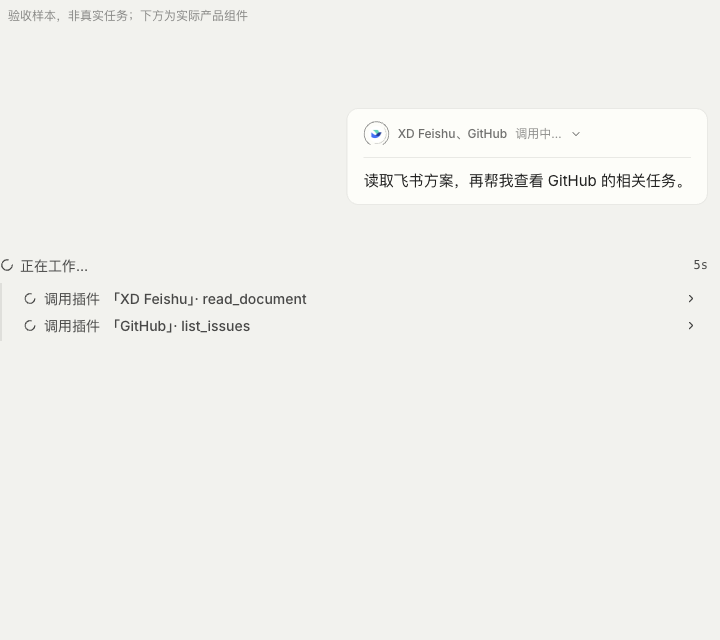 验收样本，非真实任务；下方为实际产品组件
XD Feishu、GitHub 调用中...
读取飞书方案，再帮我查看 GitHub 的相关任务。
正在工作... 5s
调用插件 「XD Feishu」· read_document
调用插件 「GitHub」· list_issues